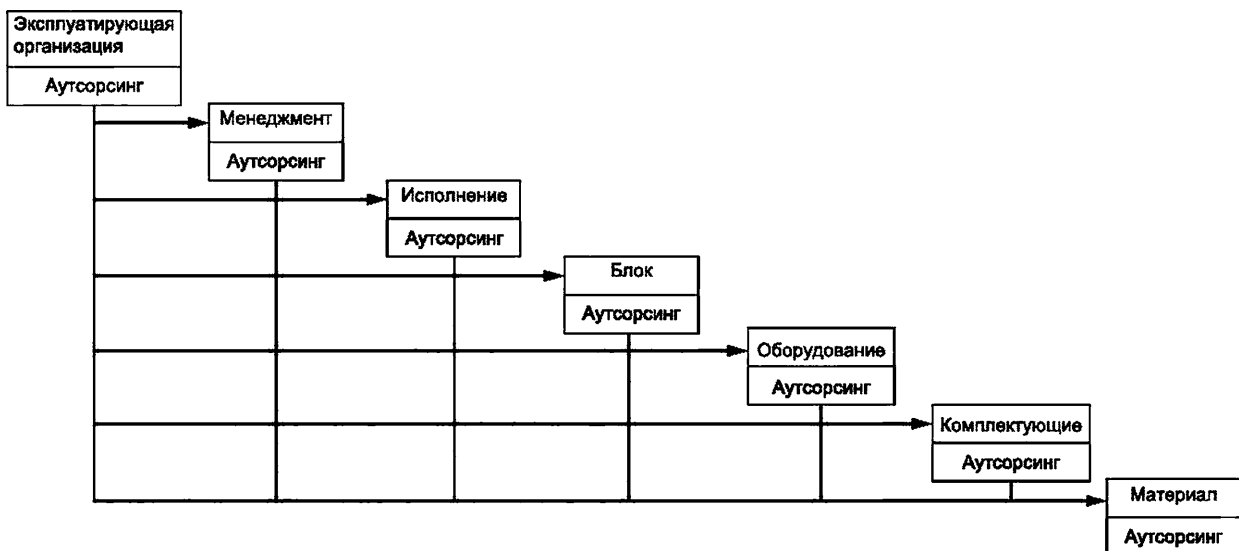 Эксплуатирующая
организация
Аутсорсинг
Менеджмент
Аутсорсинг
Исполнение
Аутсорсинг
Блок
Аутсорсинг
Оборудование
Аутсорсинг
Комплектующие
Аутсорсинг
Материал
Аутсорсинг